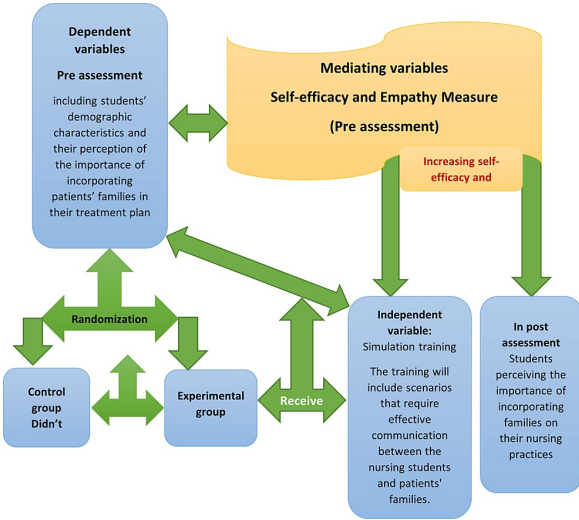 Dependent
variables
Pre assessment
including students'
demographic
characteristics and
their perception of
the importance of
incorporating
patients' families in
their treatment plan
Mediating variables
Self-efficacy and Empathy Measure
(Pre assessment)
Increasing self-
efficacy and
Randomization
Control
group
Didn't
Experimental
group
Receive
Independent
variable:
Simulation training
The training will
include scenarios
that require
effective
communication
between the
nursing students
and patients'
families.
In post
assessment
Students
perceiving the
importance of
incorporating
families on
their nursing
practices